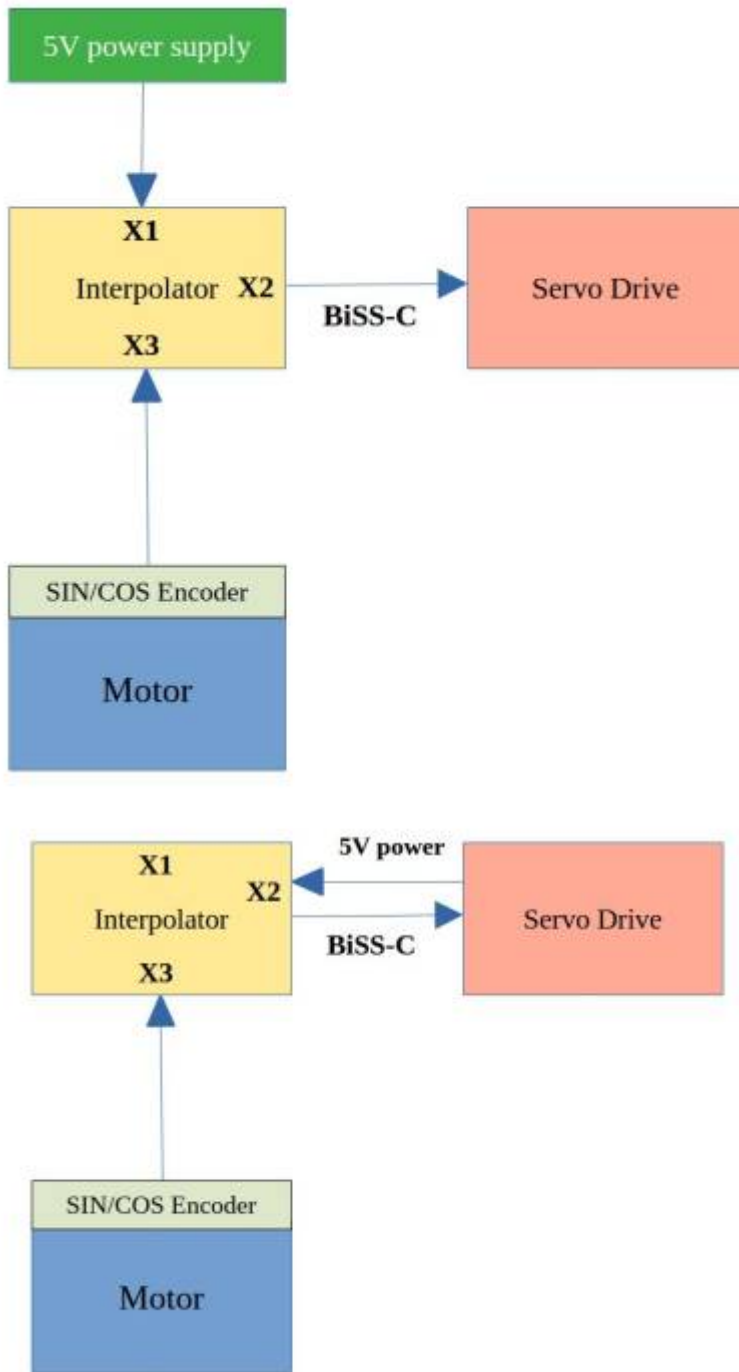 5V power supply
X1
Interpolator X2
BiSS-C
Servo Drive
X3
SIN/COS Encoder
Motor
X1
5V power
X2
Interpolator
BiSS-C
Servo Drive
X3
SIN/COS Encoder
Motor